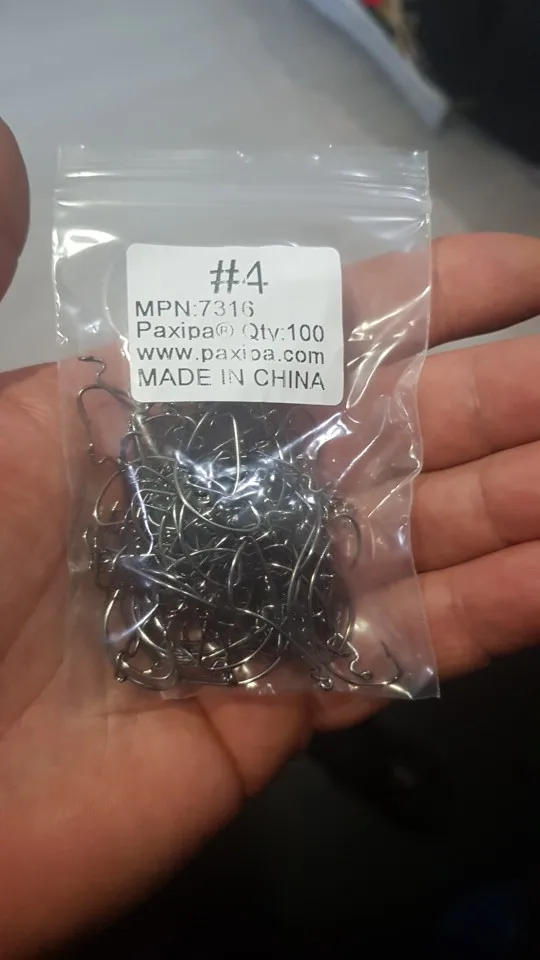 #4
MPN:7316
Paxipa® Qty:100
www.paxipa.com
MADE IN CHINA